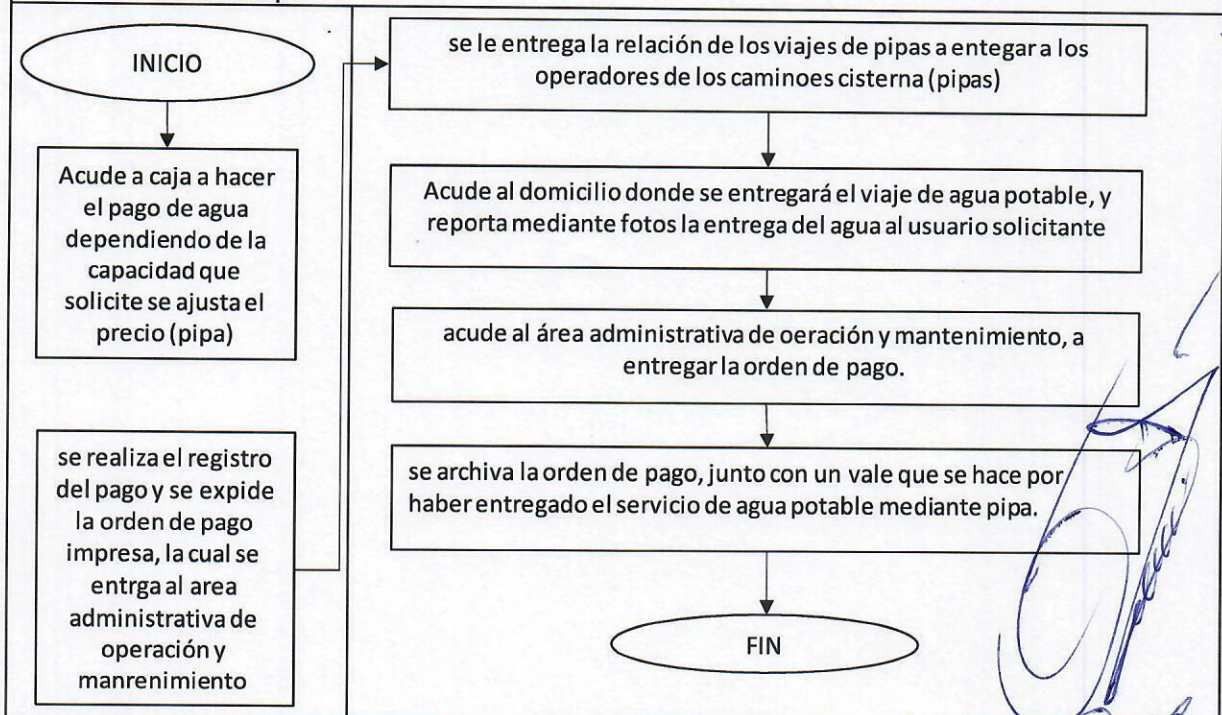 INICIO
Acude a caja a hacer
el pago de agua
dependiendo de la
capacidad que
solicite se ajusta el
precio (pipa)
se realiza el registro
del pago y se expide
la orden de pago
impresa, la cual se
entrga al area
administrativa de
operación y
manrenimiento
se le entrega la relación de los viajes de pipas a entegar a los
operadores de los caminoes cisterna (pipas)
Acude al domicilio donde se entregará el viaje de agua potable, y
reporta mediante fotos la entrega del agua al usuario solicitante
acude al área administrativa de oeración y mantenimiento, a
entregar la orden de pago.
se archiva la orden de pago, junto con un vale que se hace por
haber entregado el servicio de agua potable mediante pipa.
FIN